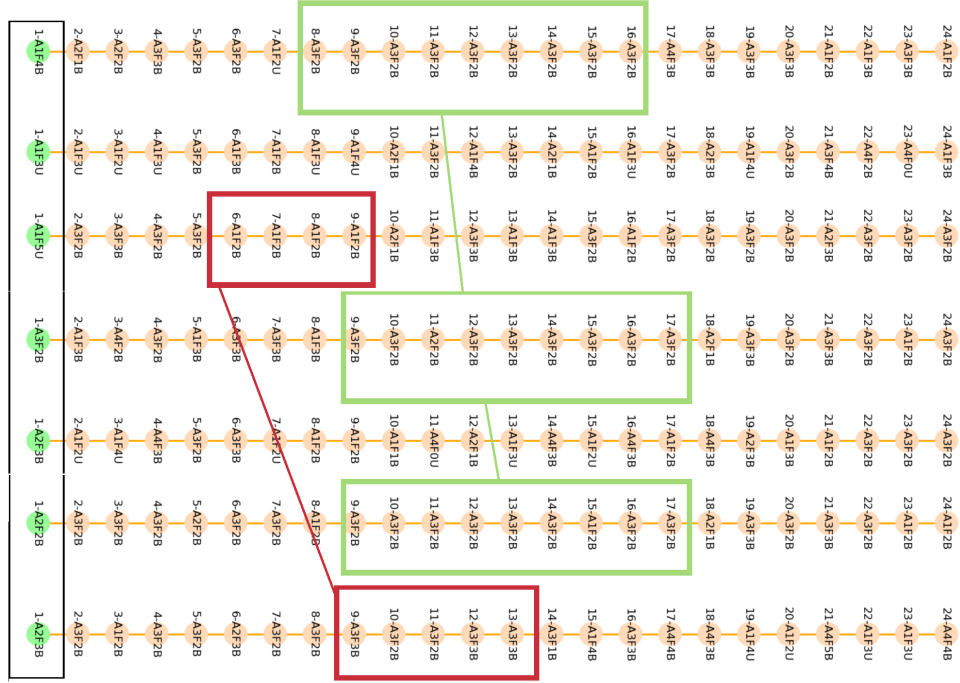 1-A1F4B 2-A2F1B 3-A2F2B 4-A3F3B 5-A3F2B 6-A3F2B 7-A1F2U 8-A3F2B 9-A3F2B 10-A3F2B 11-A3F2B 12-A3F2B 13-A3F2B 14-A3F2B 15-A3F2B 16-A3F2B 17-A4F3B 18-A3F3B 19-A3F3B 20-A3F3B 21-A1F2B 22-A1F3B 23-A4F3B 24-A1F2B
1-A1F3U 2-A1F3U 3-A1F2U 4-A1F3U 5-A3F2B 6-A1F3B 7-A1F2B 8-A1F3U 9-A1F4U 10-A2F1B 11-A3F2B 12-A1F4B 13-A3F2B 14-A2F1B 15-A1F2B 16-A1F3U 17-A3F2B 18-A2F3B 19-A1F4U 20-A3F2B 21-A3F4B 22-A4F2B 23-A4F0U 24-A1F3B
1-A1F5U 2-A3F2B 3-A3F3B 4-A3F2B 5-A3F2B 6-A1F2B 7-A1F2B 8-A1F2B 9-A1F2B 10-A2F1B 11-A1F3B 12-A3F3B 13-A1F3B 14-A1F3B 15-A3F2B 16-A1F2B 17-A3F2B 18-A3F2B 19-A3F2B 20-A3F2B 21-A2F3B 22-A3F3B 23-A3F2B 24-A3F2B
1-A3F2B 2-A1F3B 3-A4F2B 4-A3F2B 5-A1F3B 6-A3F3B 7-A3F3B 8-A1F3B 9-A3F2B 10-A3F2B 11-A2F2B 12-A3F2B 13-A3F2B 14-A3F2B 15-A3F2B 16-A3F2B 17-A3F2B 18-A2F1B 19-A3F3B 20-A3F2B 21-A3F3B 22-A3F2B 23-A1F2B 24-A3F2B
1-A2F3B 2-A1F2U 3-A1F4U 4-A4F3B 5-A3F2B 6-A3F3B 7-A1F2U 8-A1F2B 9-A1F2B 10-A1F1B 11-A4F0U 12-A2F1B 13-A1F3U 14-A4F3B 15-A1F2U 16-A4F3B 17-A1F2B 18-A4F3B 19-A2F3B 20-A1F3B 21-A1F2B 22-A3F2B 23-A3F2B 24-A3F2B
1-A2F2B 2-A3F2B 3-A3F2B 4-A3F2B 5-A2F2B 6-A3F2B 7-A3F2B 8-A1F2B 9-A3F2B 10-A3F2B 11-A3F2B 12-A3F2B 13-A3F2B 14-A3F2B 15-A1F2B 16-A3F2B 17-A3F2B 18-A2F1B 19-A3F3B 20-A3F2B 21-A3F3B 22-A3F2B 23-A1F2B 24-A1F2B
1-A2F3B 2-A3F2B 3-A1F2B 4-A3F2B 5-A3F2B 6-A2F3B 7-A3F2B 8-A3F2B 9-A3F3B 10-A3F2B 11-A3F2B 12-A3F3B 13-A3F3B 14-A3F1B 15-A1F4B 16-A3F3B 17-A4F4B 18-A4F3B 19-A1F4U 20-A1F2U 21-A4F5B 22-A1F3U 23-A1F3U 24-A4F4B